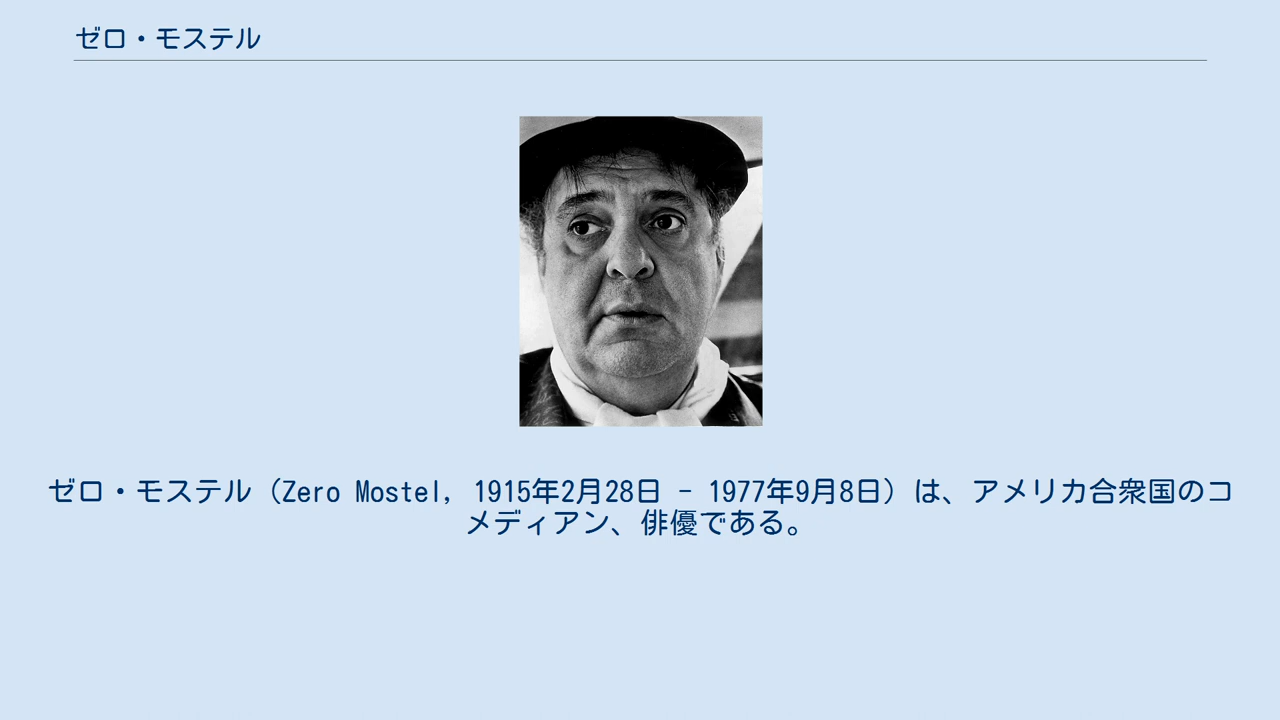 ゼロ・モステル
ゼロ・モステル（Zero Mostel, 1915年2月28日 - 1977年9月8日）は、アメリカ合衆国のコ
メディアン、俳優である。